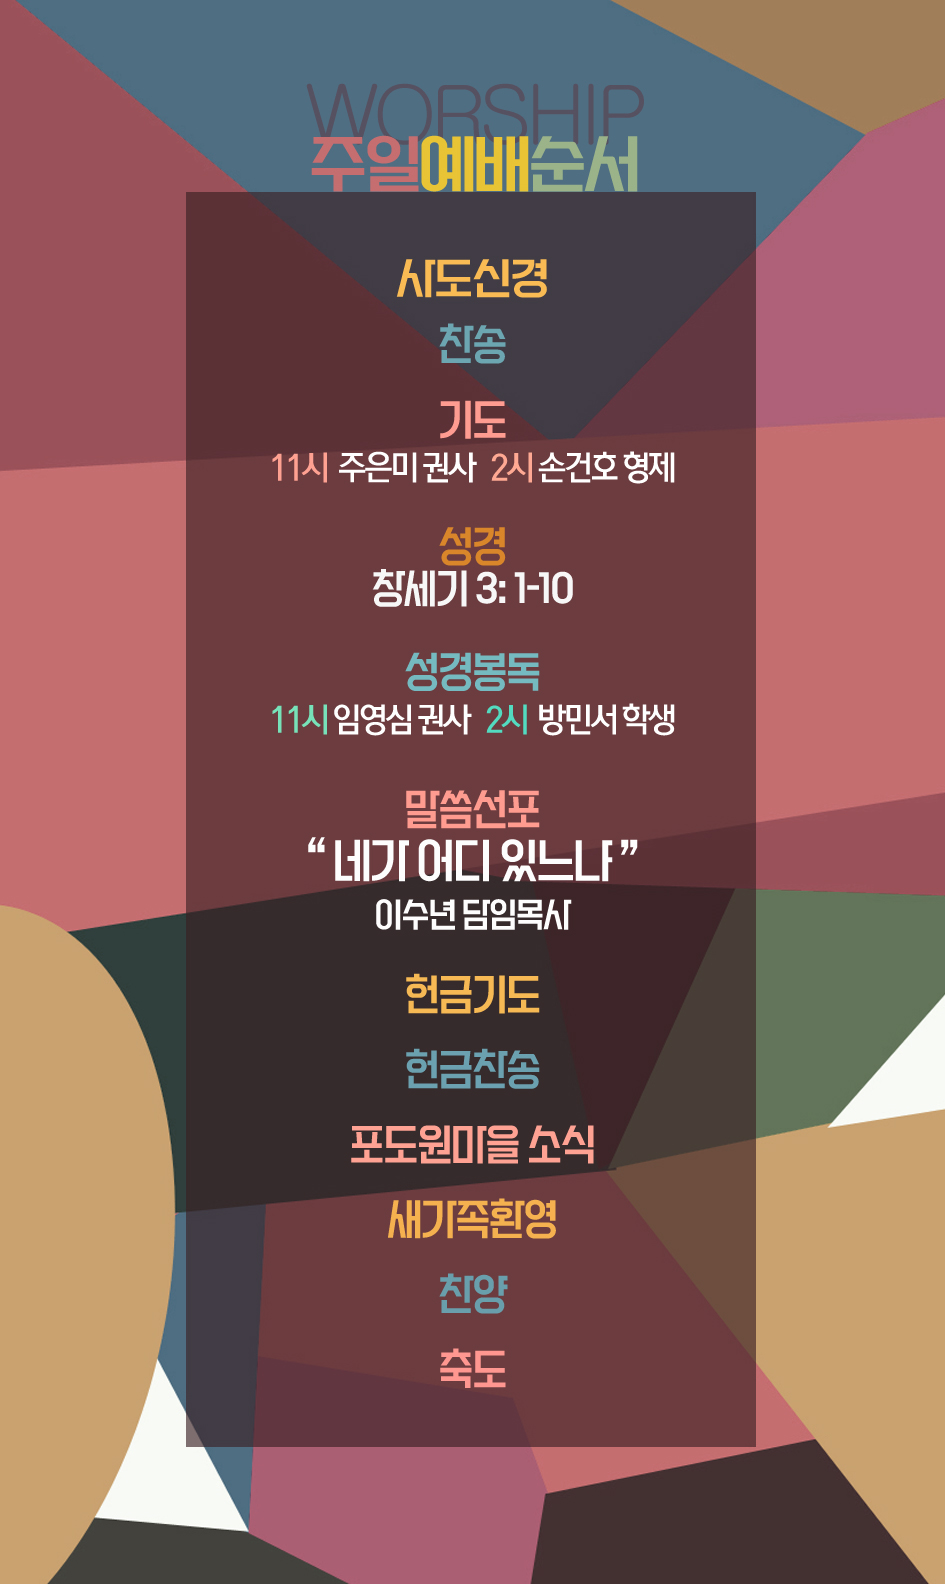 WORSHIP
주일예배순서
사도신경
찬송
기도
11시 주은미 권사 2시 손건호 형제
성경
창세기 3: 1-10
성경봉독
11시 임영심 권사 2시 방민서 학생
말씀선포
“ 네가 어디 있느냐 ”
이수년 담임목사
헌금기도
헌금찬송
포도원마을 소식
새가족환영
찬양
축도